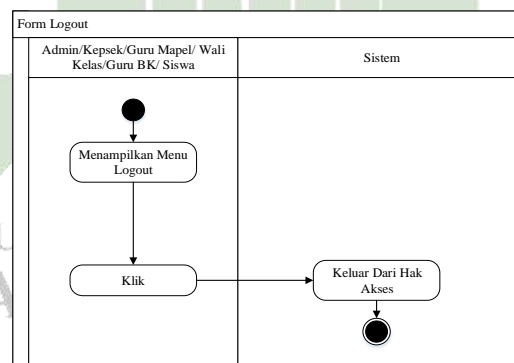 Form Logout
Admin/Kepsek/Guru Mapel/ Wali
Kelas/Guru BK/ Siswa
Sistem
Menampilkan Menu
Logout
Klik
Keluar Dari Hak
Akses